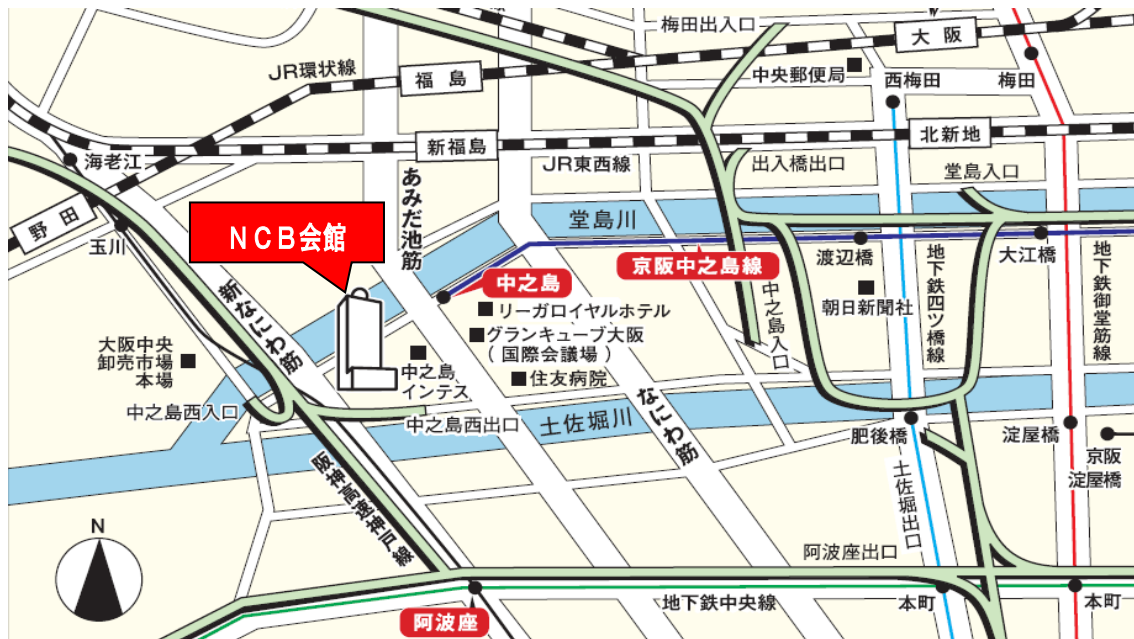 梅田出入口
大阪
JR環状線
福島
中央郵便局
西梅田
梅田
海老江
新福島
JR東西線
出入橋出口
北新地
堂島入口
野田
玉川
NCB会館
あみだ池筋
堂島川
中之島
京阪中之島線
渡辺橋
大江橋
地下鉄四ツ橋線
地下鉄御堂筋線
新なにわ筋
リーガロイヤルホテル
グランキューブ大阪
(国際会議場)
住友病院
中之島入口
朝日新聞社
大阪中央
卸売市場
本場
中之島
インテス
中之島西入口
中之島西出口
土佐堀川
なにわ筋
肥後橋
淀屋橋
京阪
淀屋橋
阪神高速神戸線
土佐堀出口
N
阿波座出口
阿波座
地下鉄中央線
本町
本町